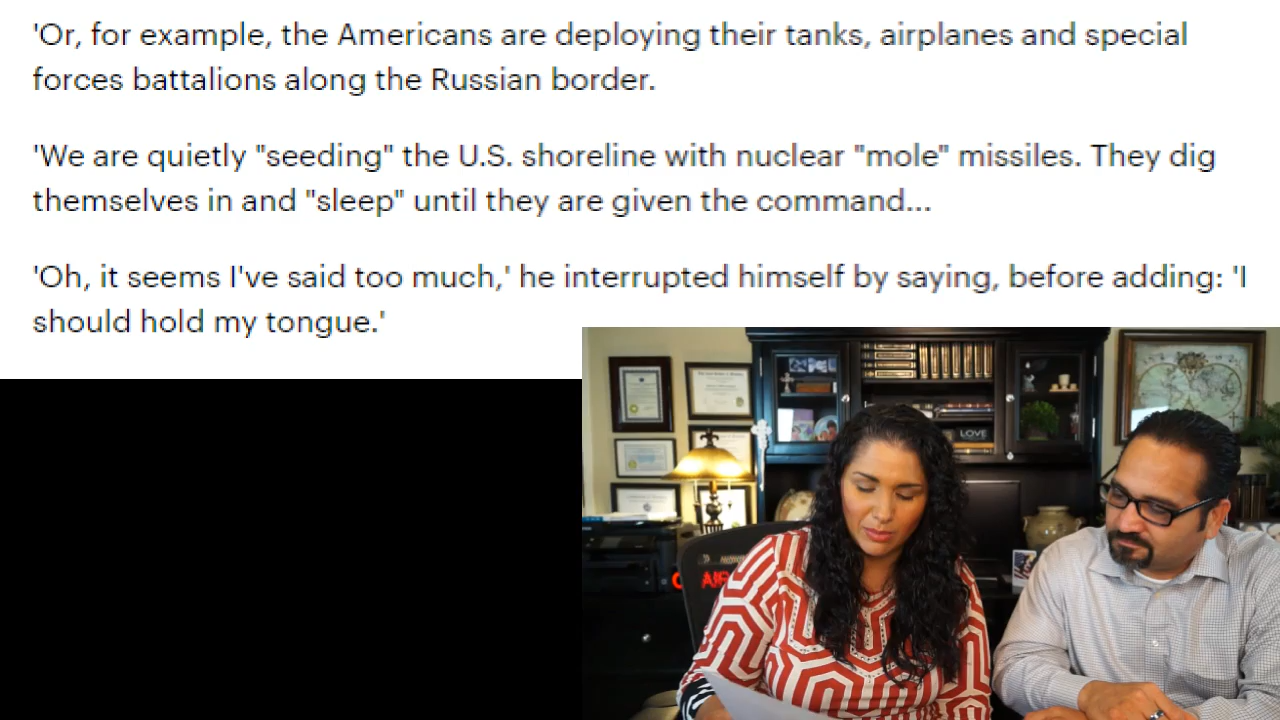 'Or, for example, the Americans are deploying their tanks, airplanes and special
forces battalions along the Russian border.
'We are quietly "seeding" the U.S. shoreline with nuclear "mole" missiles. They dig
themselves in and "sleep" until they are given the command...
'Oh, it seems I've said too much,' he interrupted himself by saying, before adding: 'I
should hold my tongue.'
LOVE
AIR